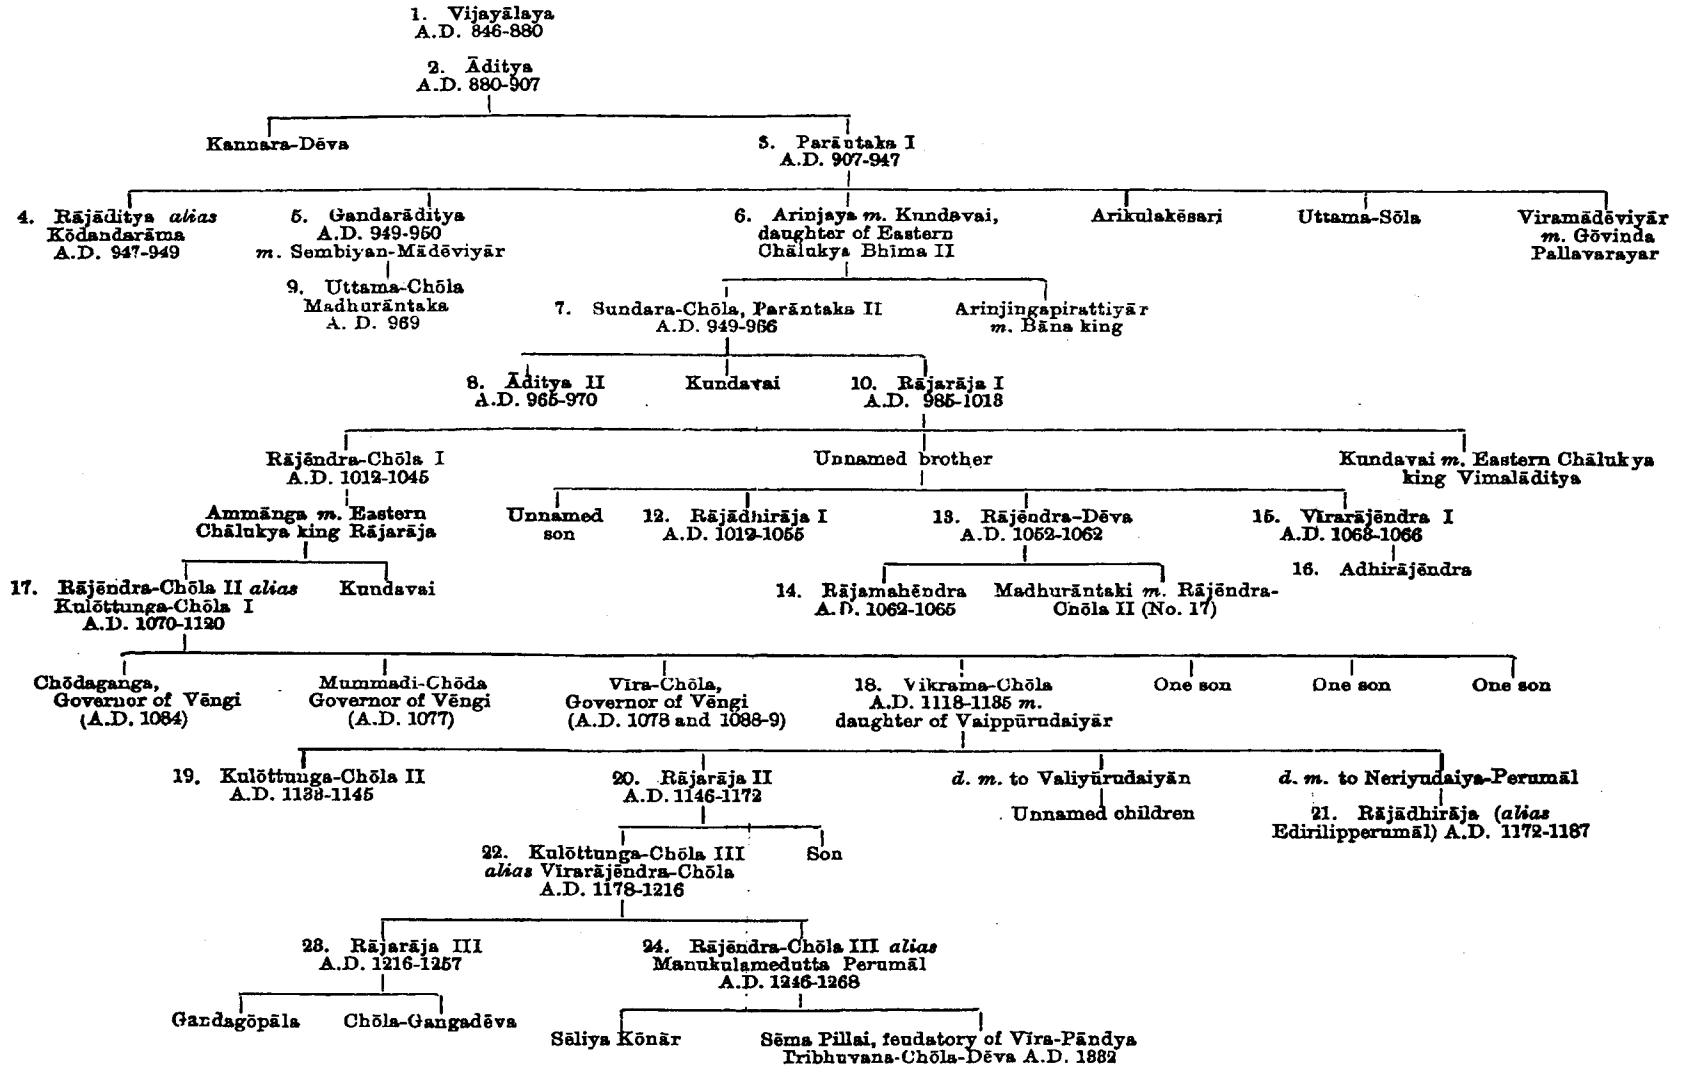 1. Vijayālaya
A.D. 846-880
2. Āditya
A.D. 880-907
Kannara-Dēva
3. Parāntaka I
A.D. 907-947
4. Rājāditya alias
Kōdandarāma
A.D. 947-949
5. Gandarāditya
A.D. 949-950
m. Sembiyan-Mādēviyār
6. Arinjaya m. Kundavai,
daughter of Eastern
Chālukya Bhīma II
Arikulakēsari
Uttama-Sōla
Viramādēviyār
m. Gōvinda
Pallavarayar
9. Uttama-Chōla
Madhurāntaka
A. D. 969
7. Sundara-Chōla, Parāntaka II
A.D. 949-966
Arinjingapirattiyār
m. Bāna king
8. Āditya II
A.D. 965-970
Kundavai
10. Rājarāja I
A.D. 985-1013
Rājēndra-Chōla I
A.D. 1012-1045
Unnamed brother
Kundavai m. Eastern Chālukya
king Vimalāditya
Ammānga m. Eastern
Chālukya king Rājarāja
Unnamed
son
12. Rājādhirāja I
A.D. 1012-1055
13. Rājēndra-Dēva
A.D. 1052-1062
15. Vīrarājēndra I
A.D. 1063-1066
16. Adhirājēndra
17. Rājēndra-Chōla II alias
Kulōttunga-Chōla I
A.D. 1070-1120
Kundavai
14. Rājamahēndra
A.D. 1062-1065
Madhurāntaki m. Rājēndra-
Chōla II (No. 17)
Chōdaganga,
Governor of Vēngi
(A.D. 1084)
Mummadi-Chōda
Governor of Vēngi
(A.D. 1077)
Vīra-Chōla,
Governor of Vēngi
(A.D. 1078 and 1088-9)
18. Vikrama-Chōla
A.D. 1118-1135 m.
daughter of Vaippūrudaiyār
One son
One son
One son
19. Kulōttunga-Chōla II
A.D. 1133-1145
20. Rājarāja II
A.D. 1146-1172
d. m. to Valiyūrudaiyān
Unnamed children
d. m. to Neriyudaiya-Perumāl
21. Rājādhirāja (alias
Edirilipperumāl) A.D. 1172-1187
22. Kulōttunga-Chōla III
alias Vīrarājēndra-Chōla
A.D. 1178-1216
Son
23. Rājarāja III
A.D. 1216-1257
24. Rājēndra-Chōla III alias
Manukulamedutta Perumāl
A.D. 1246-1268
Gandagōpāla
Chōla-Gangadēva
Sēliya Kōnār
Sēma Pillai, feudatory of Vīra-Pāndya
Tribhuvana-Chōla-Dēva A.D. 1332